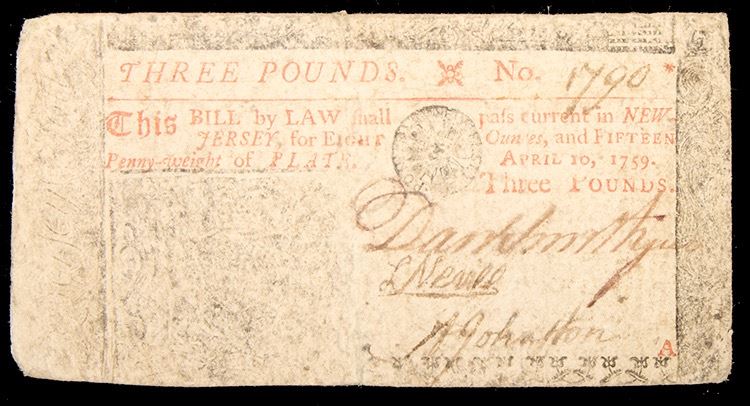 THREE POUNDS. No. 1790
This BILL by LAW shall pass current in NEW-
JERSEY, for EIGHT Ounces, and FIFTEEN
Penny-weight of PLATE. APRIL 10, 1759.
Three POUNDS.
Nevill
Johnston
A